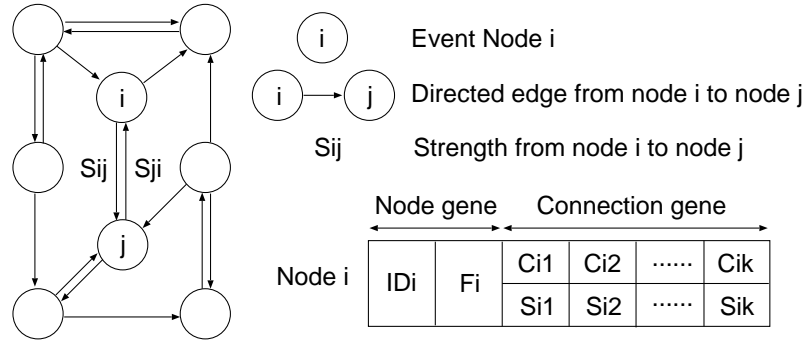 i
Event Node i
i
i
j
Directed edge from node i to node j
Sij
Sji
Sij
Strength from node i to node j
j
Node gene
Connection gene
Node i
IDi
Fi
Ci1
Ci2
......
Cik
Si1
Si2
......
Sik